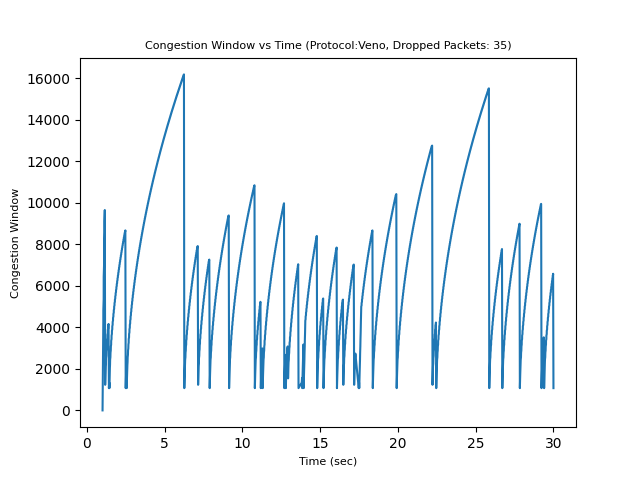 Congestion Window vs Time (Protocol:Veno, Dropped Packets: 35)
16000
14000
12000
10000
8000
6000
4000
2000
0
Congestion Window
0 5 10 15 20 25 30
Time (sec)